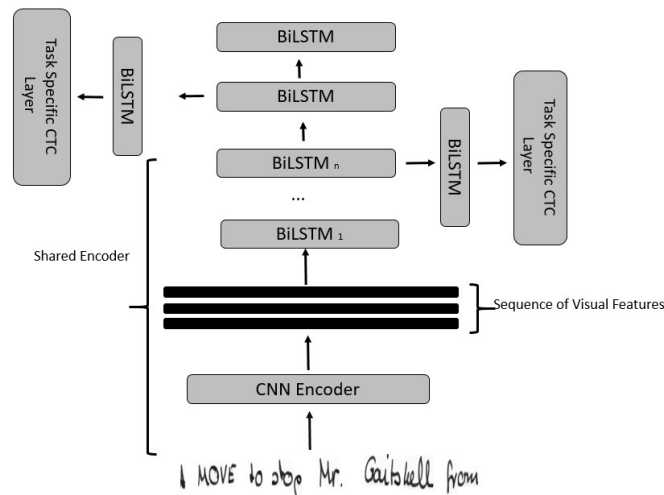 BiLSTM
Task Specific CTC
Layer
BiLSTM
BiLSTM
Task Specific CTC
Layer
BiLSTM
BiLSTM n
...
BiLSTM 1
Shared Encoder
Sequence of Visual Features
CNN Encoder
A MOVE to stop Mr. Gaitskell from